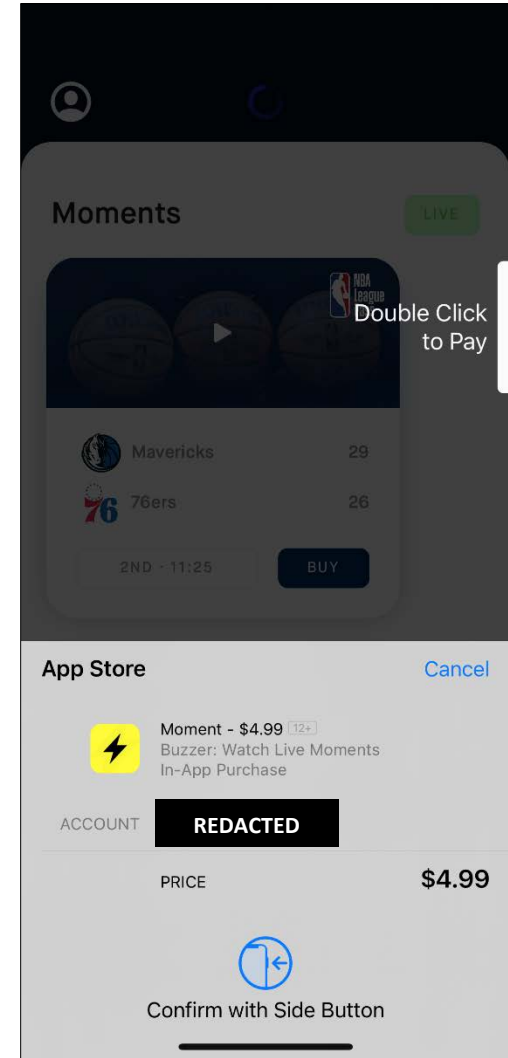 Moments
LIVE
NBA
League
Double Click
to Pay
Mavericks 29
76 76ers 26
2ND - 11:25 BUY
App Store Cancel
Moment - $4.99 12+
Buzzer: Watch Live Moments
In-App Purchase
ACCOUNT REDACTED
PRICE $4.99
Confirm with Side Button